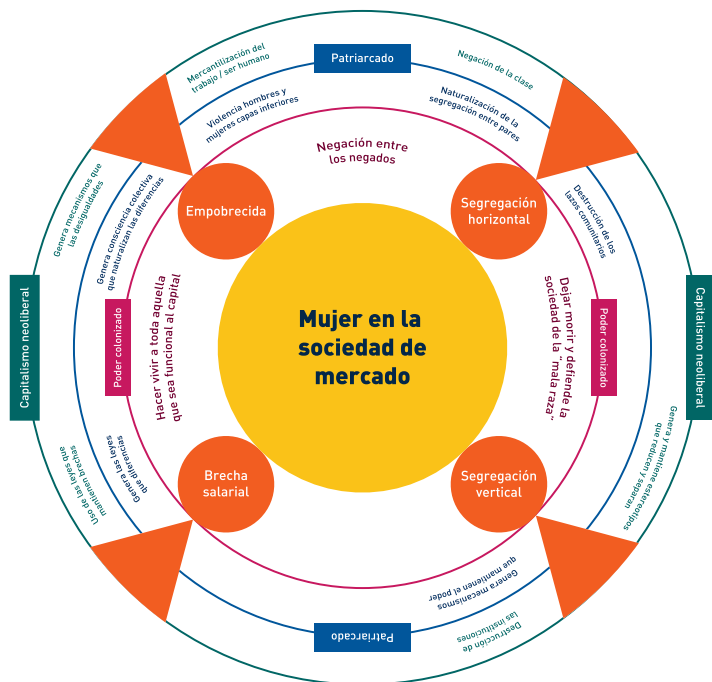 Mercantilización del
trabajo / ser humano
Patriarcado
Negación de la clase
Violencia hombres y
mujeres capas inferiores
Naturalización de la
segregación entre pares
Negación entre
los negados
Genera mecanismos que
las desigualdades
Genera consciencia colectiva
que naturalizan las diferencias
Empobrecida
Segregación
horizontal
Destrucción de los
lazos comunitarios
Capitalismo neoliberal
Poder colonizado
Hacer vivir a toda aquella
que sea funcional al capital
Mujer en la
sociedad de
mercado
Dejar morir y defiende la
sociedad de la “mala raza”
Poder colonizado
Capitalismo neoliberal
Uso de las leyes que
mantienen brechas
Genera las leyes
que diferencias
Brecha
salarial
Segregación
vertical
Genera y mantiene estereotipos
que reducen y separan
Genera mecanismos
que mantienen el poder
Patriarcado
Destrucción de
las instituciones